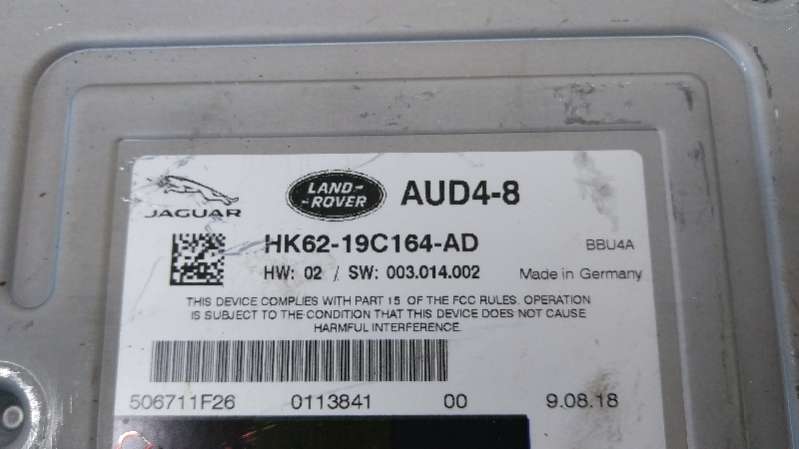 JAGUAR
LAND-
-ROVER
AUD4-8
HK62-19C164-AD
BBU4A
HW: 02 / SW: 003.014.002
Made in Germany
THIS DEVICE COMPLIES WITH PART 15 OF THE FCC RULES. OPERATION
IS SUBJECT TO THE CONDITION THAT THIS DEVICE DOES NOT CAUSE
HARMFUL INTERFERENCE.
506711F26 0113841 00 9.08.18